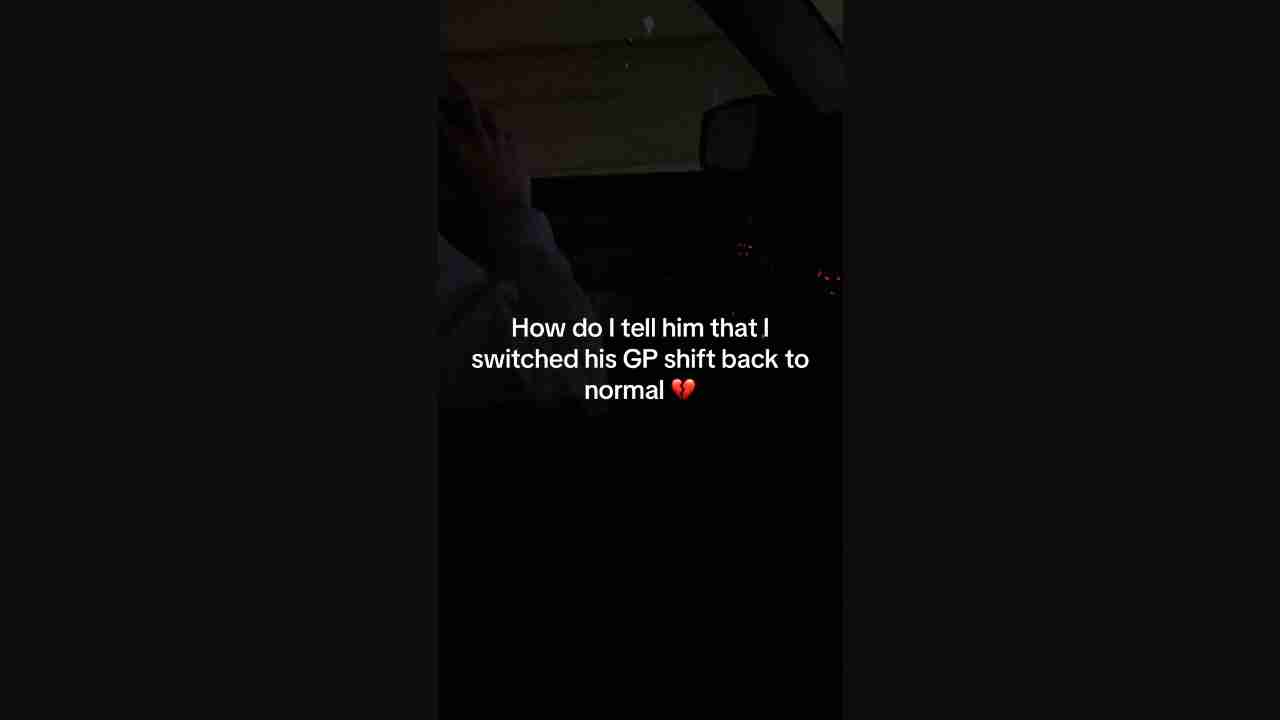 How do I tell him that I
switched his GP shift back to
normal 💔